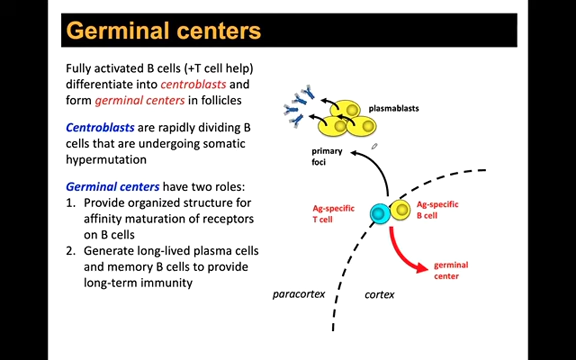 Germinal centers
Fully activated B cells (+T cell help)
differentiate into centroblasts and
form germinal centers in follicles
Centroblasts are rapidly dividing B
cells that are undergoing somatic
hypermutation
Germinal centers have two roles:
1. Provide organized structure for
affinity maturation of receptors
on B cells
2. Generate long-lived plasma cells
and memory B cells to provide
long-term immunity
plasmablasts
primary
foci
Ag-specific
T cell
Ag-specific
B cell
germinal
center
paracortex
cortex